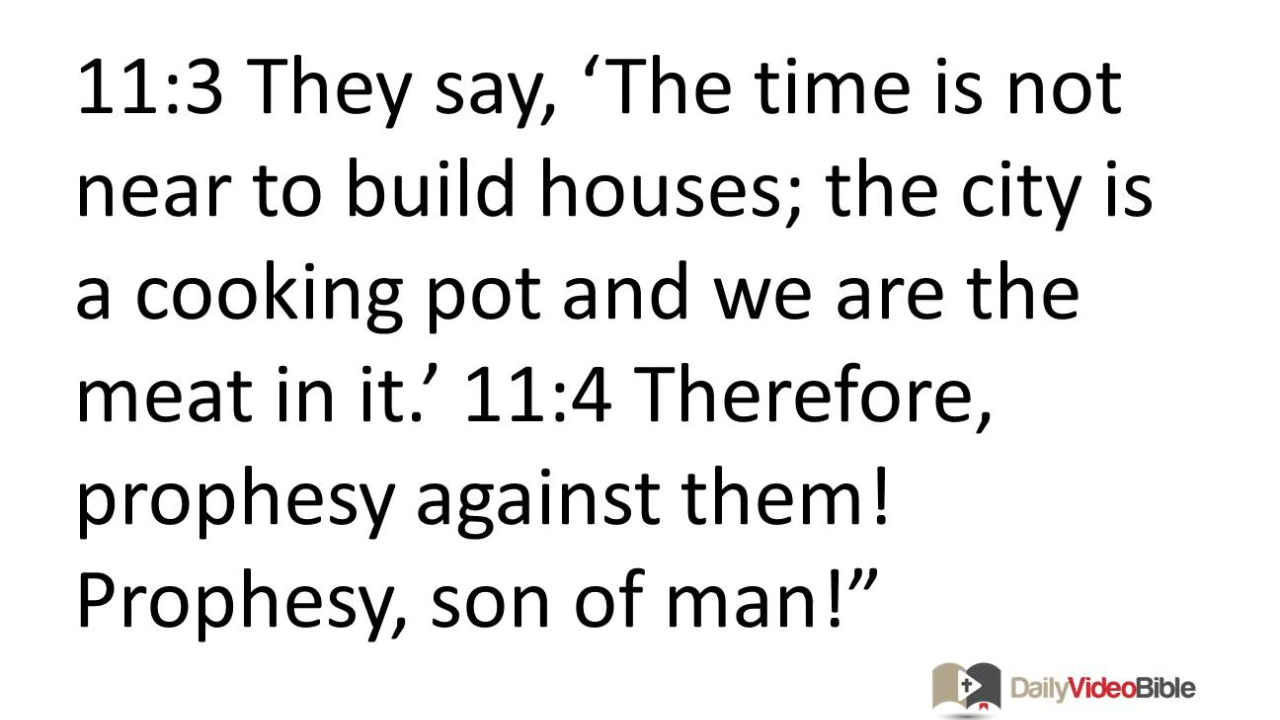 11:3 They say, ‘The time is not
near to build houses; the city is
a cooking pot and we are the
meat in it.’ 11:4 Therefore,
prophesy against them!
Prophesy, son of man!”
DailyVideoBible